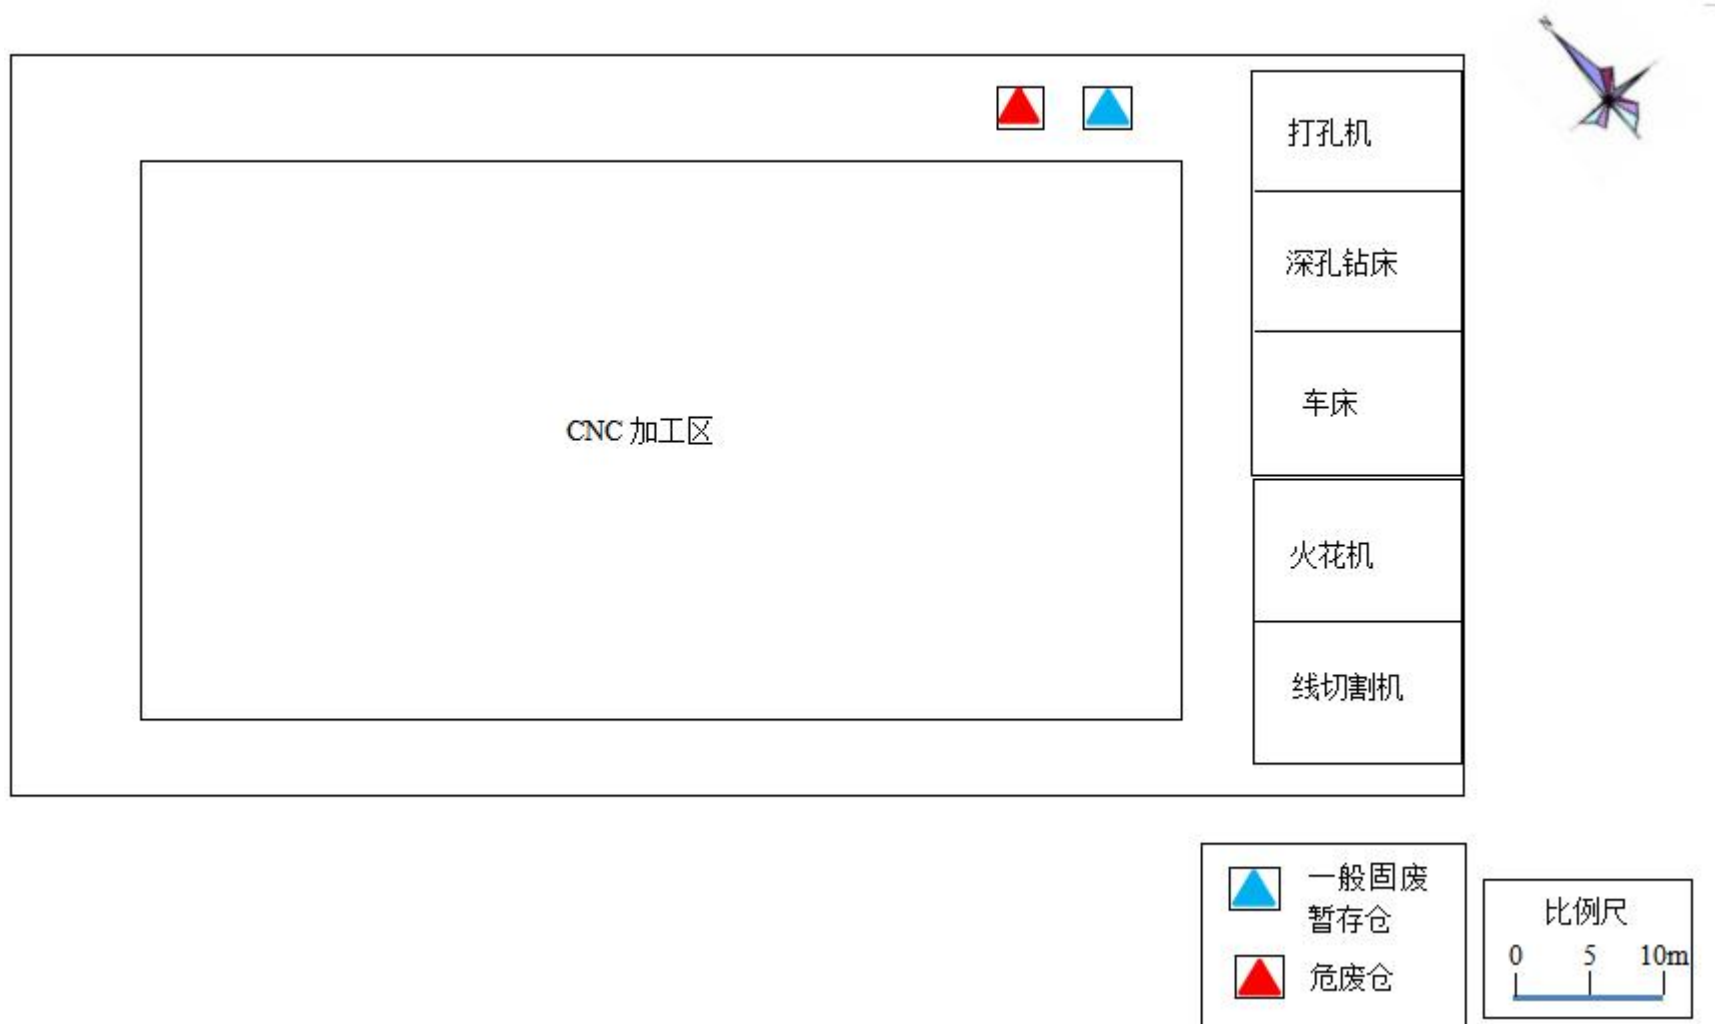 打孔机
深孔钻床
车床
CNC 加工区
火花机
线切割机
一般固废
暂存仓
危废仓
比例尺
0 5 10m